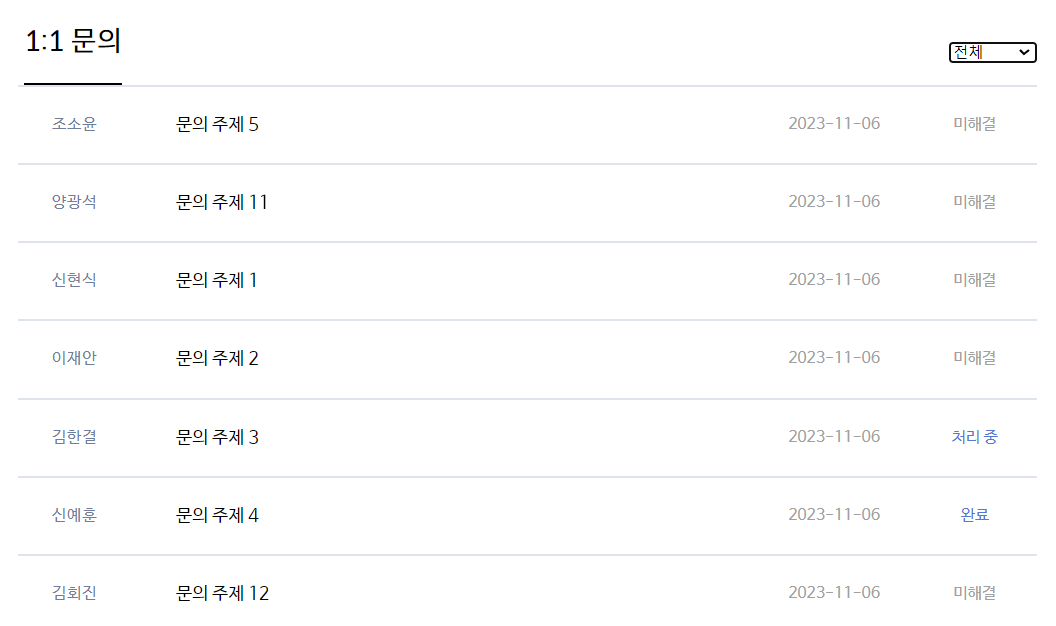 1:1 문의
전체
조소윤 문의 주제 5 2023-11-06 미해결
양광석 문의 주제 11 2023-11-06 미해결
신현식 문의 주제 1 2023-11-06 미해결
이재안 문의 주제 2 2023-11-06 미해결
김한결 문의 주제 3 2023-11-06 처리 중
신예훈 문의 주제 4 2023-11-06 완료
김회진 문의 주제 12 2023-11-06 미해결